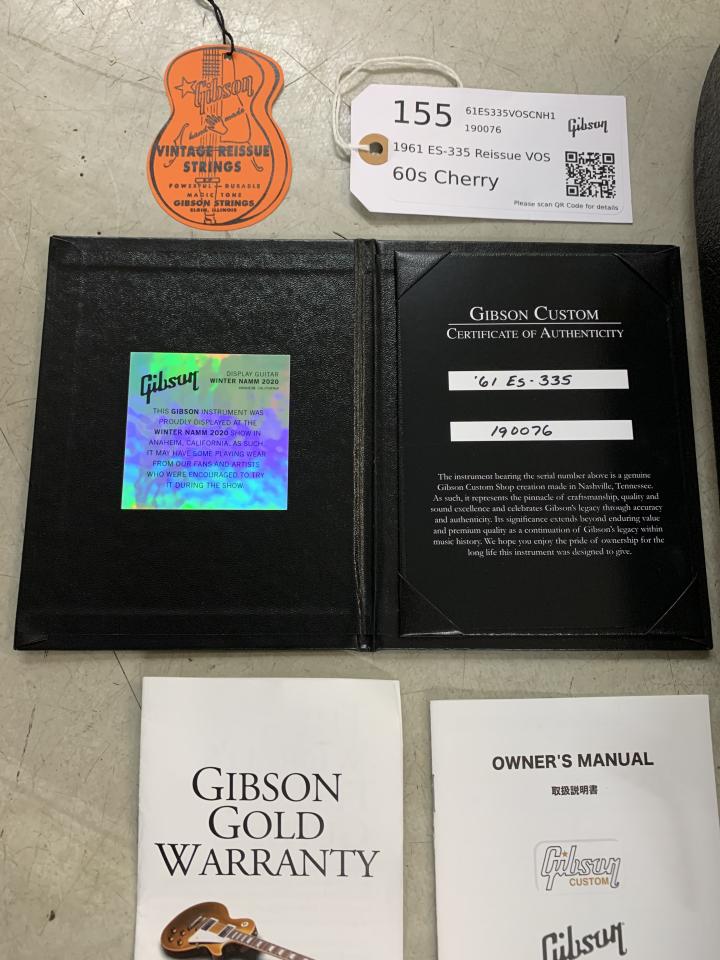 Gibson
hand made
VINTAGE REISSUE
STRINGS
POWERFUL - DURABLE
MAGIC TONE
GIBSON STRINGS
ELGIN, ILLINOIS
155
61ES335VOSCNH1
190076
Gibson
1961 ES-335 Reissue VOS
60s Cherry
Please scan QR Code for details
Gibson
DISPLAY GUITAR
WINTER NAMM 2020
ANAHEIM, CALIFORNIA
THIS GIBSON INSTRUMENT WAS
PROUDLY DISPLAYED AT THE
WINTER NAMM 2020 SHOW IN
ANAHEIM, CALIFORNIA. AS SUCH,
IT MAY HAVE SOME PLAYING WEAR
FROM OUR FANS AND ARTISTS
WHO WERE ENCOURAGED TO TRY
IT DURING THE SHOW.
GIBSON CUSTOM
CERTIFICATE OF AUTHENTICITY
'61 ES-335
190076
The instrument bearing the serial number above is a genuine
Gibson Custom Shop creation made in Nashville, Tennessee.
As such, it represents the pinnacle of craftsmanship, quality and
sound excellence and celebrates Gibson's legacy through accuracy
and authenticity. Its significance extends beyond enduring value
and premium quality as a continuation of Gibson's legacy within
music history. We hope you enjoy the pride of ownership for the
long life this instrument was designed to give.
GIBSON
GOLD
WARRANTY
OWNER'S MANUAL
取扱説明書
Gibson
CUSTOM
Gibson